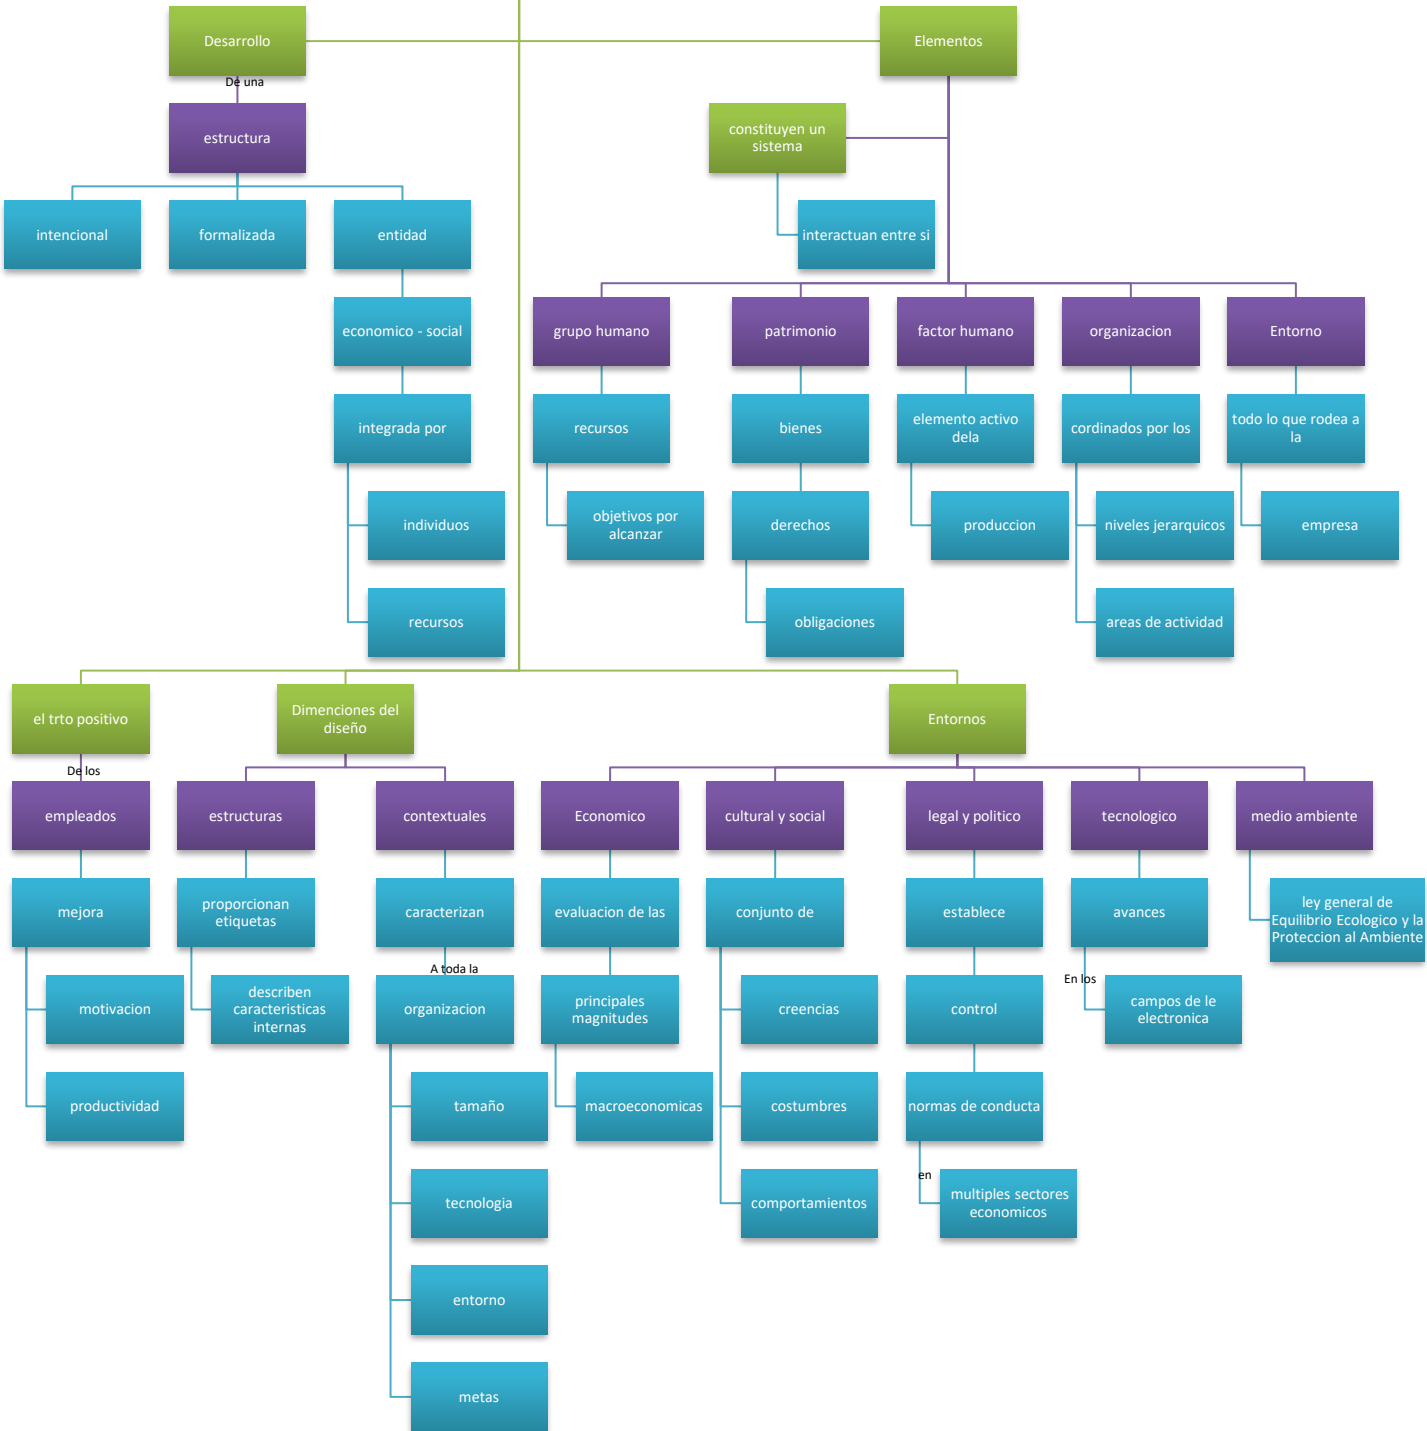 Desarrollo
Elementos
De una
estructura
constituyen un
sistema
intencional
formalizada
entidad
interactuan entre si
economico - social
grupo humano
patrimonio
factor humano
organizacion
Entorno
integrada por
recursos
bienes
elemento activo
dela
cordinados por los
todo lo que rodea a
la
individuos
objetivos por
alcanzar
derechos
produccion
niveles jerarquicos
empresa
recursos
obligaciones
areas de actividad
el trto positivo
Dimenciones del
diseño
Entornos
De los
empleados
estructuras
contextuales
Economico
cultural y social
legal y politico
tecnologico
medio ambiente
mejora
proporcionan
etiquetas
caracterizan
evaluacion de las
conjunto de
establece
avances
ley general de
Equilibrio Ecologico y la
Proteccion al Ambiente
A toda la
En los
motivacion
describen
caracteristicas
internas
organizacion
principales
magnitudes
creencias
control
campos de le
electronica
productividad
tamaño
macroeconomicas
costumbres
normas de conducta
en
tecnologia
comportamientos
multiples sectores
economicos
entorno
metas